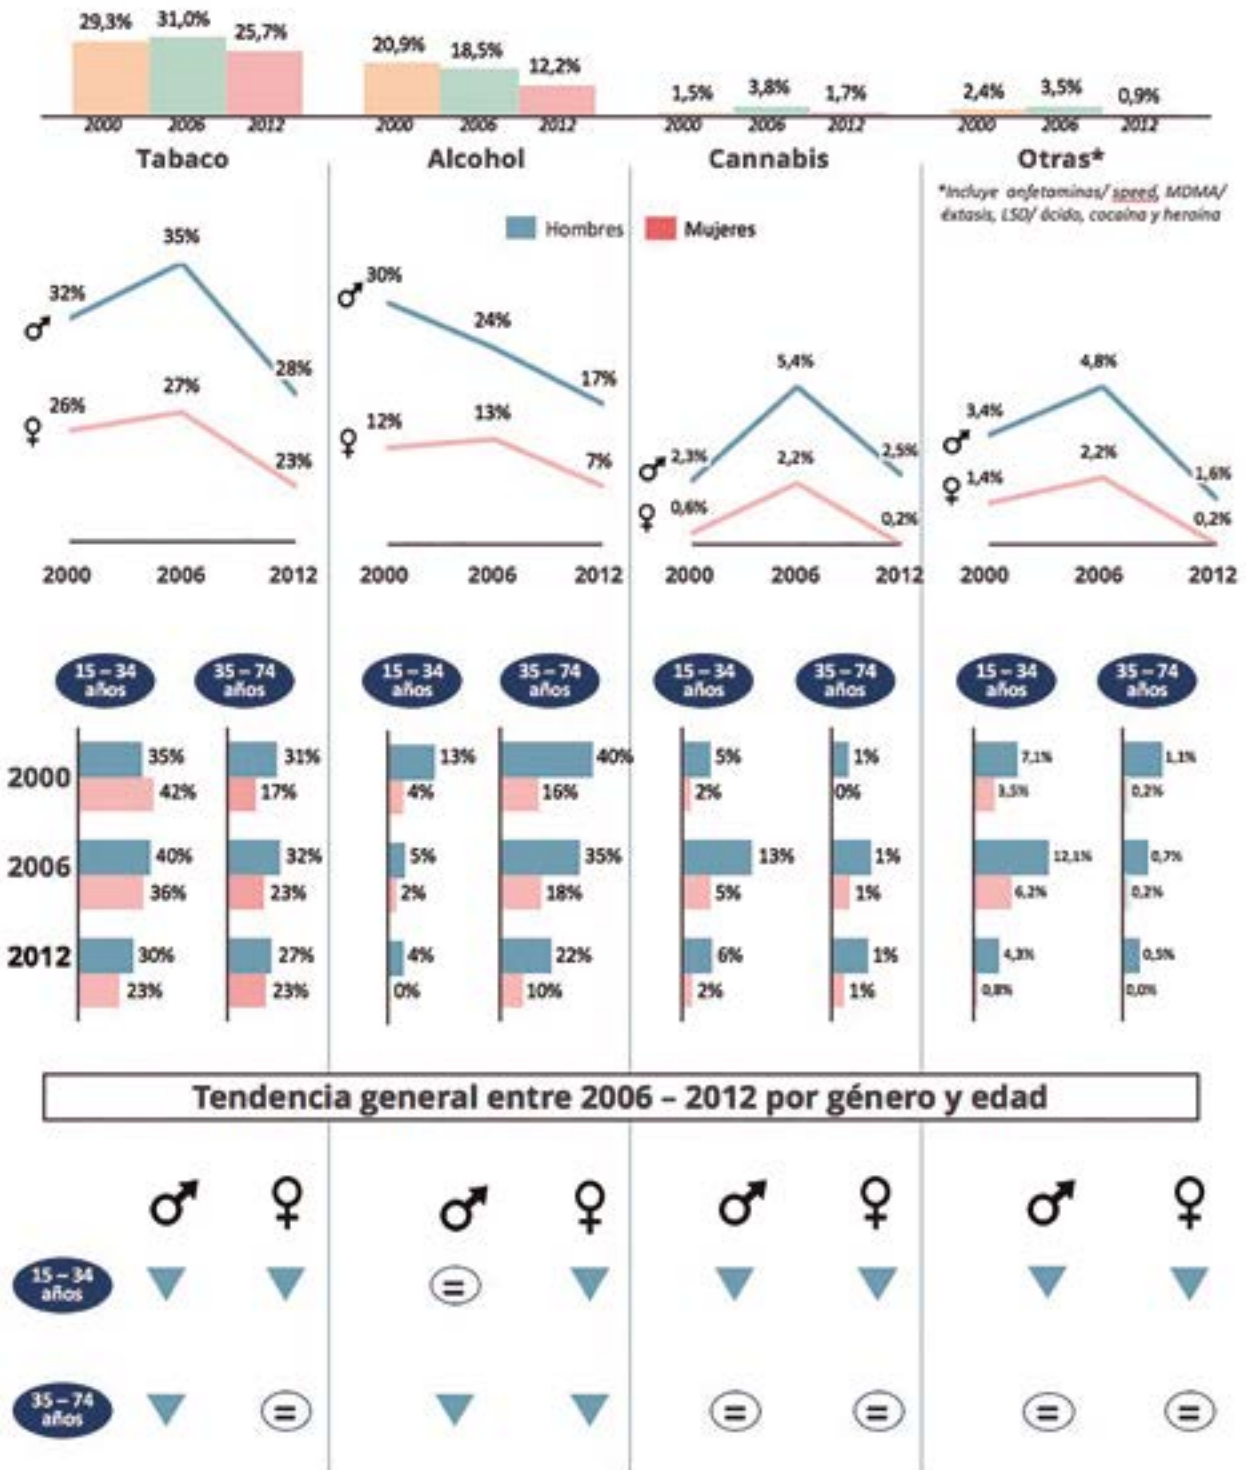 29,3% 31,0% 25,7% 20,9% 18,5% 12,2% 1,5% 3,8% 1,7% 2,4% 3,5% 0,9%
2000 2006 2012 2000 2006 2012 2000 2006 2012 2000 2006 2012
Tabaco Alcohol Cannabis Otras*
*Incluye anfetaminas/ speed, MDMA/
éxtasis, LSD/ ácido, cocaína y heroína
Hombres Mujeres
32% 35% 28%
26% 27% 23%
2000 2006 2012
30% 24% 17%
12% 13% 7%
2000 2006 2012
2,3% 5,4% 2,5%
0,6% 2,2% 0,2%
2000 2006 2012
3,4% 4,8% 1,6%
1,4% 2,2% 0,2%
2000 2006 2012
15 – 34 35 – 74 15 – 34 35 – 74 15 – 34 35 – 74 15 – 34 35 – 74
años años años años años años años años
2000
35% 31% 13% 40% 5% 1% 7,1% 1,1%
42% 17% 4% 16% 2% 0% 3,5% 0,2%
2006
40% 32% 5% 35% 13% 1% 12,1% 0,7%
36% 23% 2% 18% 5% 1% 6,2% 0,2%
2012
30% 27% 4% 22% 6% 1% 4,3% 0,5%
23% 23% 0% 10% 2% 1% 0,8% 0,0%
Tendencia general entre 2006 – 2012 por género y edad
15 – 34
años
=
35 – 74
años
= = = = =